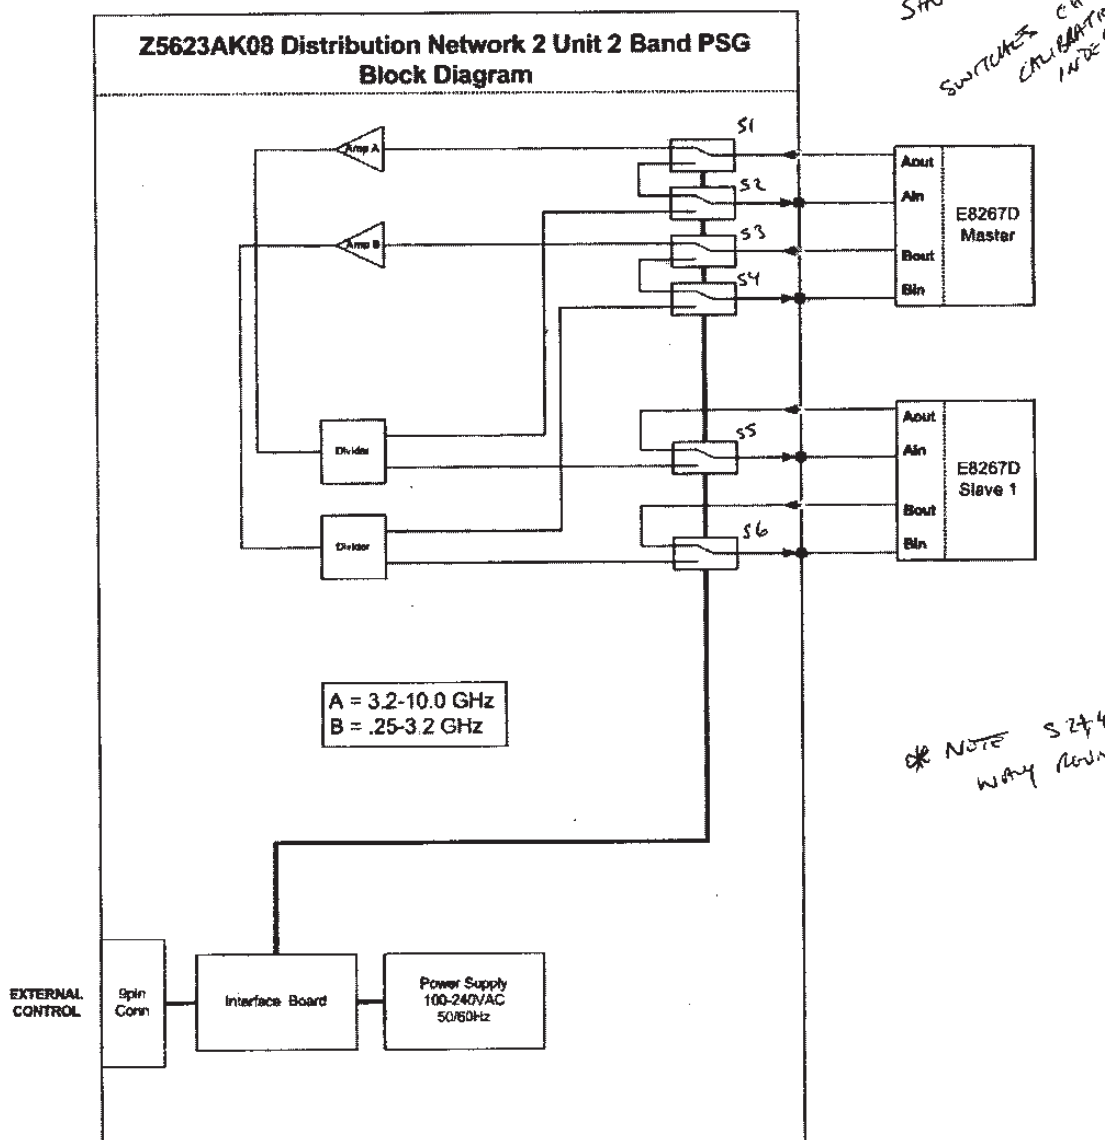 Z5623AK08 Distribution Network 2 Unit 2 Band PSG
Block Diagram
SWITCHES
Amp A
S1
S2
Aout
Ain
Bout
Bin
E8267D
Master
Amp B
S3
S4
Divider
S5
Aout
Ain
Bout
Bin
E8267D
Slave 1
Divider
S6
A = 3.2-10.0 GHz
B = .25-3.2 GHz
* NOTE S2+4
WAY
EXTERNAL
CONTROL
9pin
Conn
Interface Board
Power Supply
100-240VAC
50/60Hz